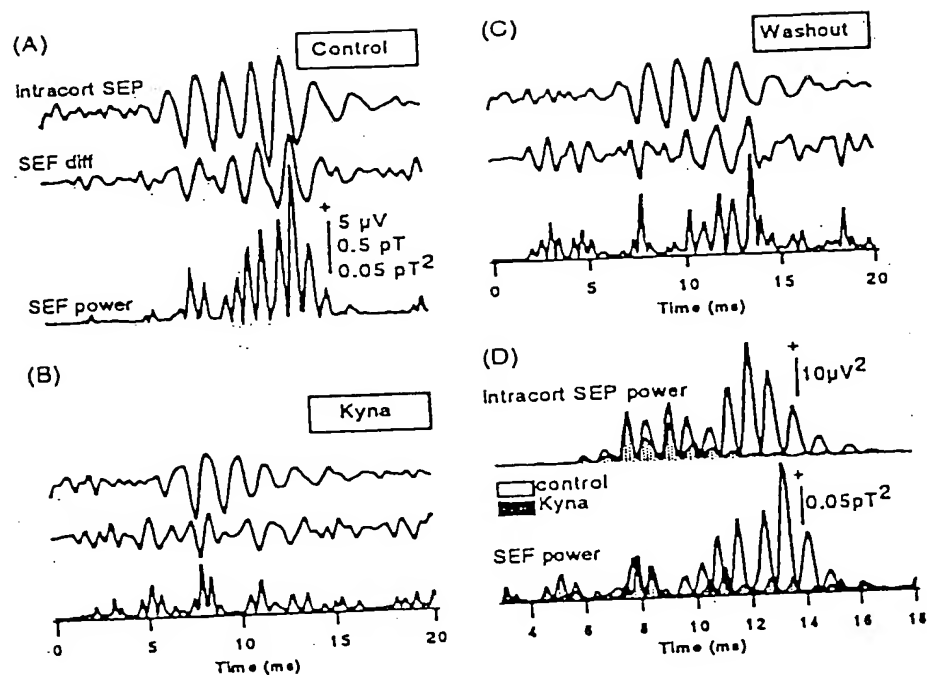 (A)
Control
Intracort SEP
SEF diff
+
5 µV
0.5 pT
0.05 pT²
SEF power
(B)
Kyna
0 5 10 15 20
Time (ms)
(C)
Washout
0 5 10 15 20
Time (ms)
(D)
+
10µV²
Intracort SEP power
control
Kyna
+
0.05pT²
SEF power
4 6 8 10 12 14 16 18
Time (ms)